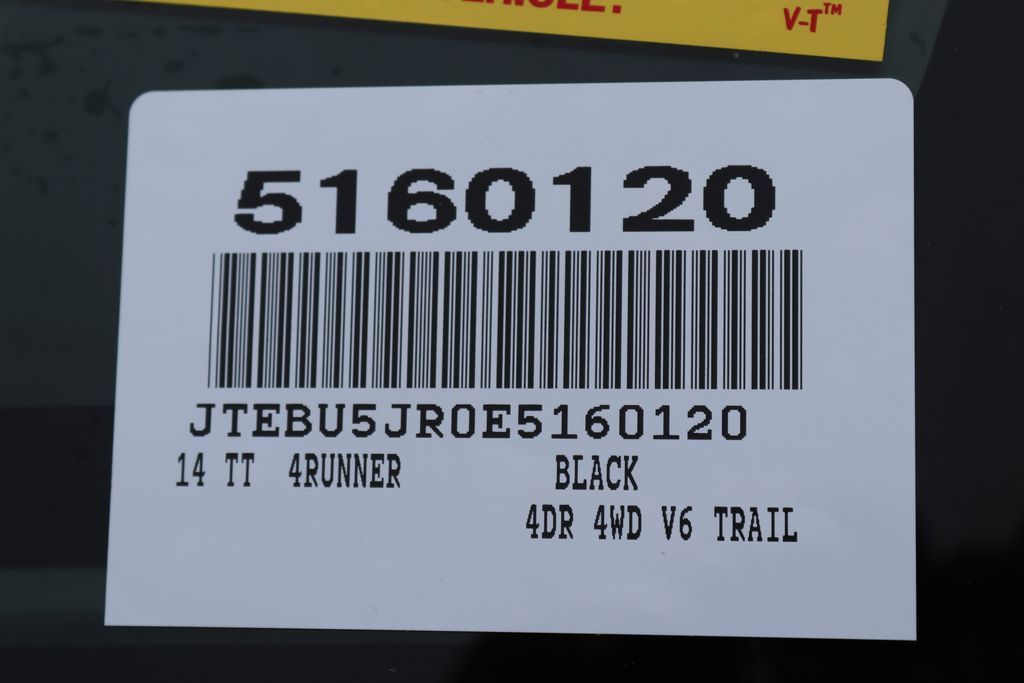 V-T™
5160120
JTEBU5JR0E5160120
14 TT 4RUNNER BLACK
4DR 4WD V6 TRAIL